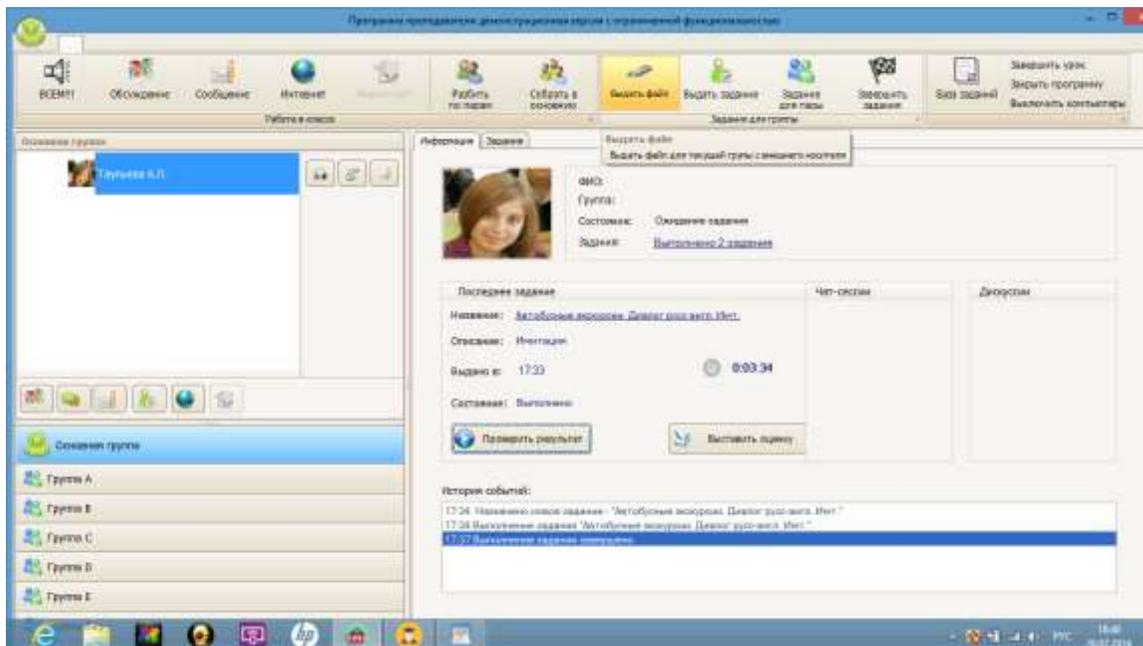 Программа преподавателя демонстрационная версия с ограниченной функциональностью
ВСЕМ!!!
Обсуждение
Сообщение
Интернет
Разбить по парам
Собрать в основную
Выдать файл
Выдать задание
Задание для пары
Завершить задание
База заданий
Завершить урок
Закрыть программу
Выключить компьютеры
Работа в классе
Задание для группы
Основная группа
Информация
Задания
Выдать файл
Выдать файл для текущей группы с внешнего носителя
ФИО:
Группа:
Состояние: Ожидание задания
Задания: Выполнено 2 задания
Последнее задание
Чат-сессии
Дискуссии
Название: Автобусные экскурсии. Диалог русс-англ. Инт.
Описание: Имитация
Выдано в: 17:33
0:03:34
Состояние: Выполнено
Проверить результат
Выставить оценку
Основная группа
Группа A
Группа B
Группа C
Группа D
Группа E
История событий:
17:34 Назначено новое задание - "Автобусные экскурсии. Диалог русс-англ. Инт."
17:34 Выполнение задания "Автобусные экскурсии. Диалог русс-англ. Инт."
17:37 Выполнение задания завершено
hp
РУС